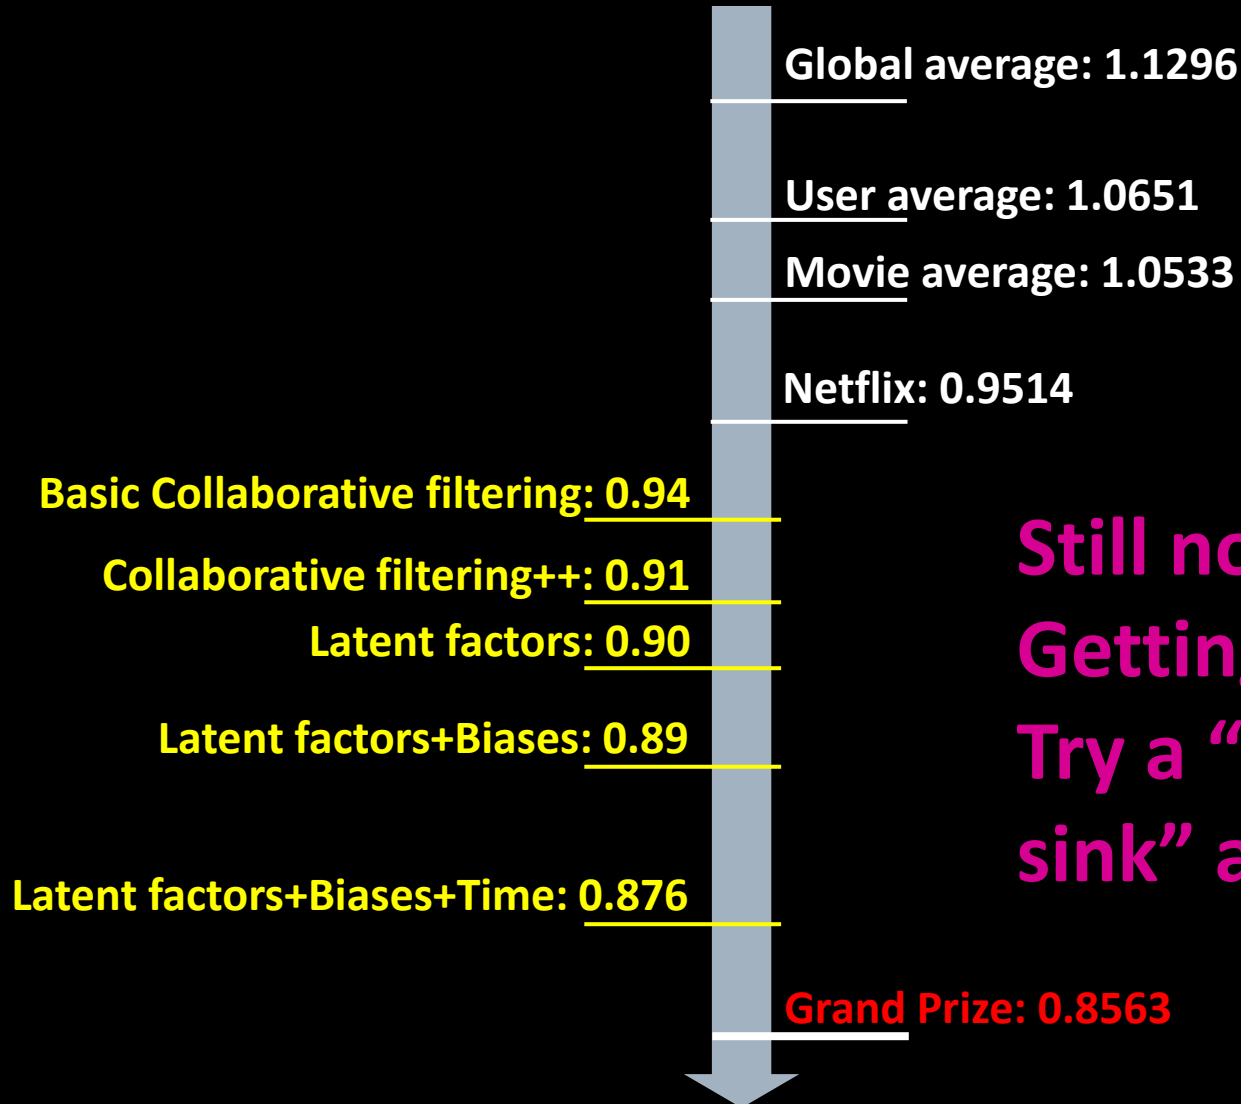 Global average: 1.1296
User average: 1.0651
Movie average: 1.0533
Netflix: 0.9514
Basic Collaborative filtering: 0.94
Collaborative filtering++: 0.91
Latent factors: 0.90
Latent factors+Biases: 0.89
Latent factors+Biases+Time: 0.876
Grand Prize: 0.8563
Still
Try a “
sink”